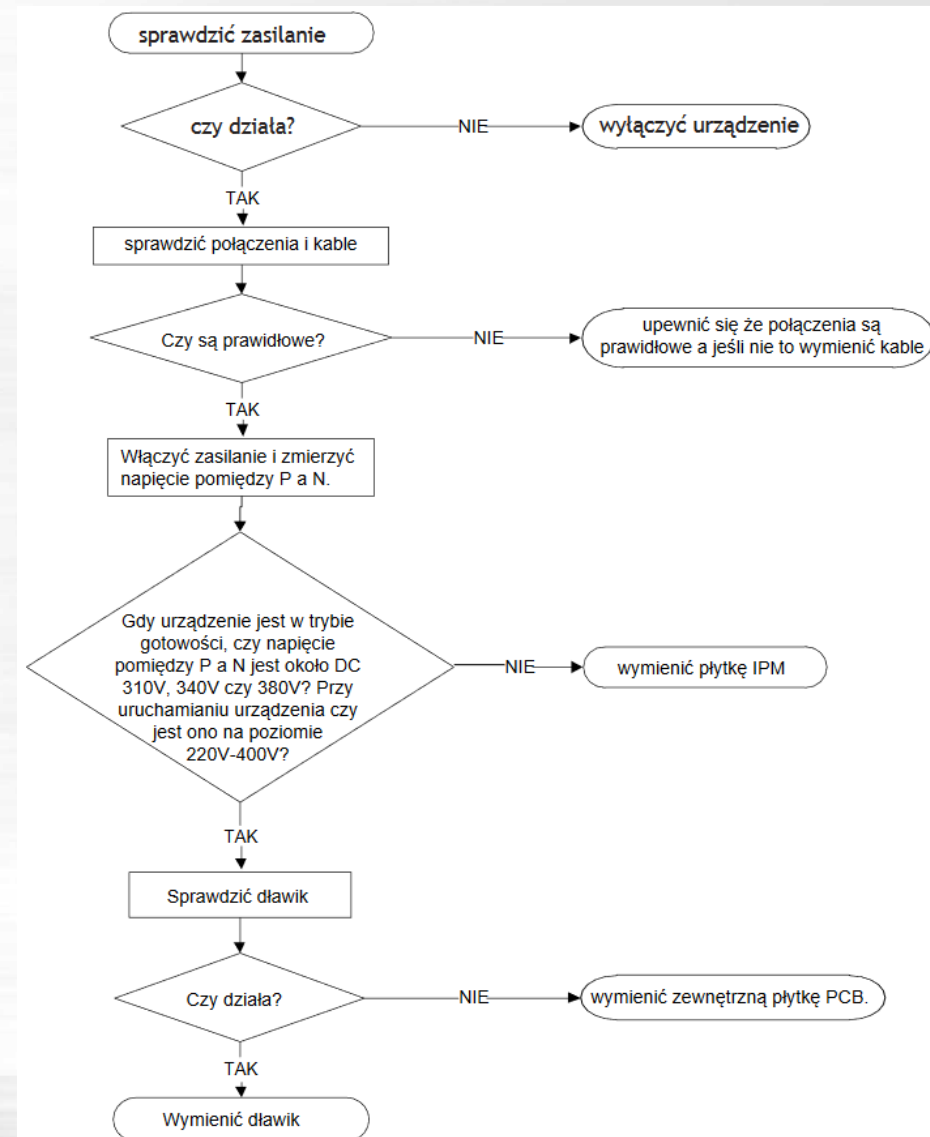 sprawdzić zasilanie
czy działa?
NIE
wyłączyć urządzenie
TAK
sprawdzić połączenia i kable
Czy są prawidłowe?
NIE
upewnić się że połączenia są
prawidłowe a jeśli nie to wymienić kable
TAK
Włączyć zasilanie i zmierzyć
napięcie pomiędzy P a N.
Gdy urządzenie jest w trybie
gotowości, czy napięcie
pomiędzy P a N jest około DC
310V, 340V czy 380V? Przy
uruchamianiu urządzenia czy
jest ono na poziomie
220V-400V?
NIE
wymienić płytkę IPM
TAK
Sprawdzić dławik
Czy działa?
NIE
wymienić zewnętrzną płytkę PCB.
TAK
Wymienić dławik